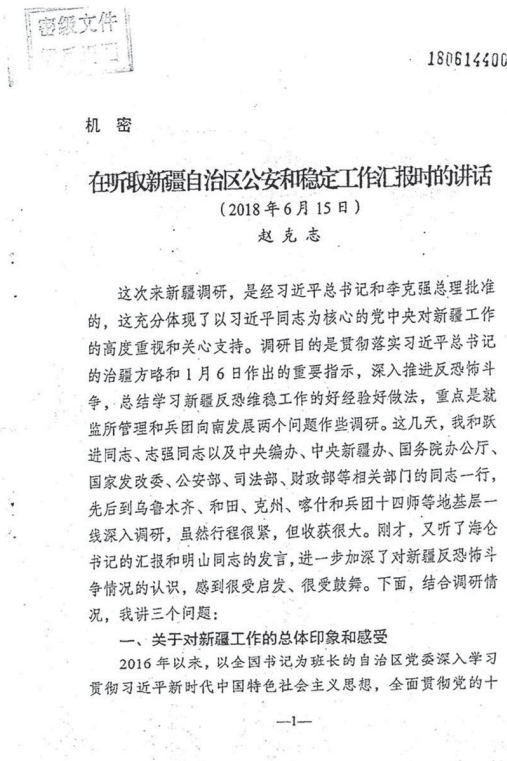 密级文件
180614400
机 密
在听取新疆自治区公安和稳定工作汇报时的讲话
(2018年6月15日)
赵 克 志
这次来新疆调研，是经习近平总书记和李克强总理批准
的，这充分体现了以习近平同志为核心的党中央对新疆工作
的高度重视和关心支持。调研目的是贯彻落实习近平总书记
的治疆方略和1月6日作出的重要指示，深入推进反恐怖斗
争，总结学习新疆反恐维稳工作的好经验好做法，重点是就
监所管理和兵团向南发展两个问题作些调研。这几天，我和跃
进同志、志强同志以及中央编办、中央新疆办、国务院办公厅、
国家发改委、公安部、司法部、财政部等相关部门的同志一行，
先后到乌鲁木齐、和田、克州、喀什和兵团十四师等地基层一
线深入调研，虽然行程很紧，但收获很大。刚才，又听了海仑
书记的汇报和明山同志的发言，进一步加深了对新疆反恐怖斗
争情况的认识，感到很受启发、很受鼓舞。下面，结合调研情
况，我讲三个问题：
一、关于对新疆工作的总体印象和感受
2016年以来，以全国书记为班长的自治区党委深入学习
贯彻习近平新时代中国特色社会主义思想，全面贯彻党的十
—1—